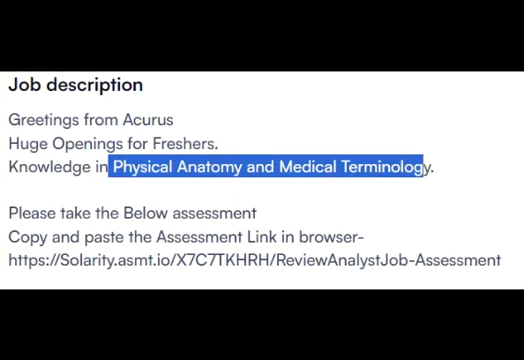 Job description
Greetings from Acurus
Huge Openings for Freshers.
Knowledge in Physical Anatomy and Medical Terminology.
Please take the Below assessment
Copy and paste the Assessment Link in browser-
https://Solarity.asmt.io/X7C7TKHRH/ReviewAnalystJob-Assessment